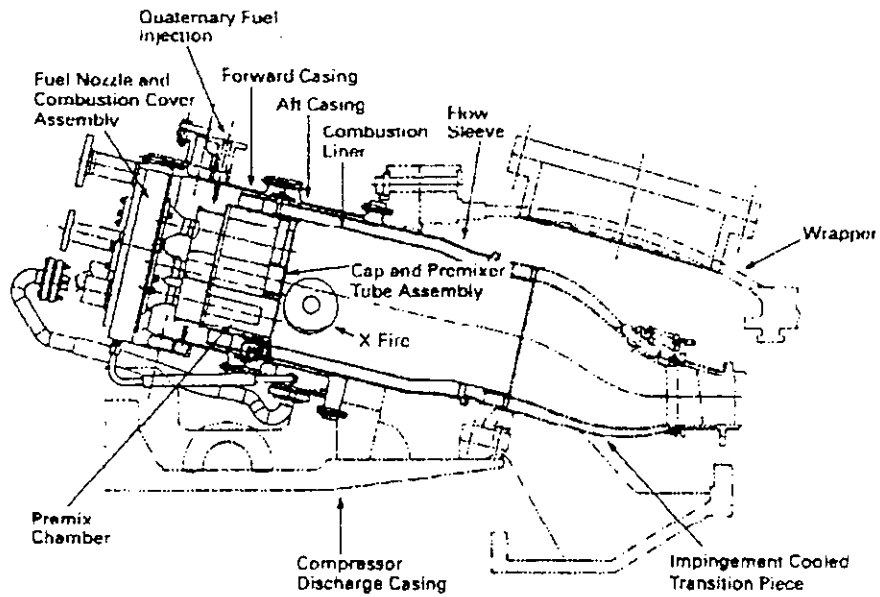 Quaternary Fuel
Injection
Fuel Nozzle and
Combustion Cover
Assembly
Forward Casing
Aft Casing
Combustion
Liner
Flow
Sleeve
Wrapper
Cap and Premixer
Tube Assembly
X Fire
Premix
Chamber
Compressor
Discharge Casing
Impingement Cooled
Transition Piece